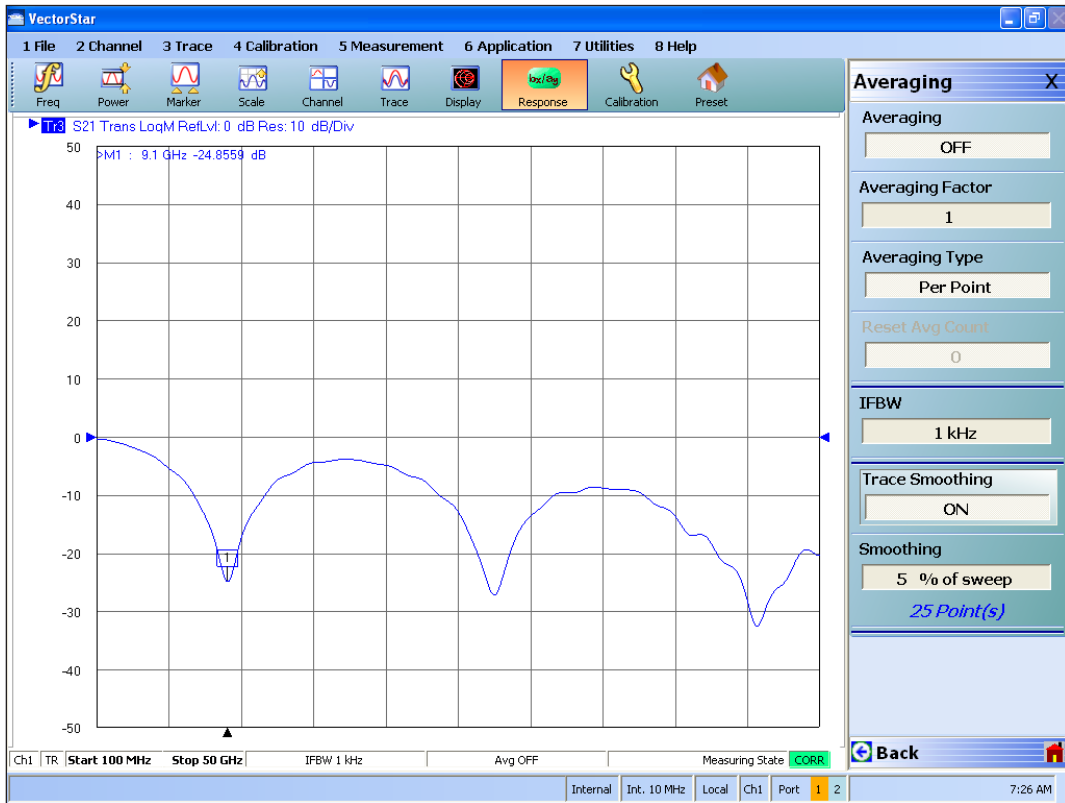 VectorStar
1 File 2 Channel 3 Trace 4 Calibration 5 Measurement 6 Application 7 Utilities 8 Help
Freq Power Marker Scale Channel Trace Display bx/ay Response Calibration Preset
Tr3 S21 Trans LogM RefLvl: 0 dB Res: 10 dB/Div
>M1 : 9.1 GHz -24.8559 dB
50
40
30
20
10
0
-10
-20
-30
-40
-50
1
Ch1 TR Start 100 MHz Stop 50 GHz IFBW 1 kHz Avg OFF Measuring State CORR
Averaging X
Averaging
OFF
Averaging Factor
1
Averaging Type
Per Point
Reset Avg Count
0
IFBW
1 kHz
Trace Smoothing
ON
Smoothing
5 % of sweep
25 Point(s)
Back
Internal Int. 10 MHz Local Ch1 Port 1 2 7:26 AM